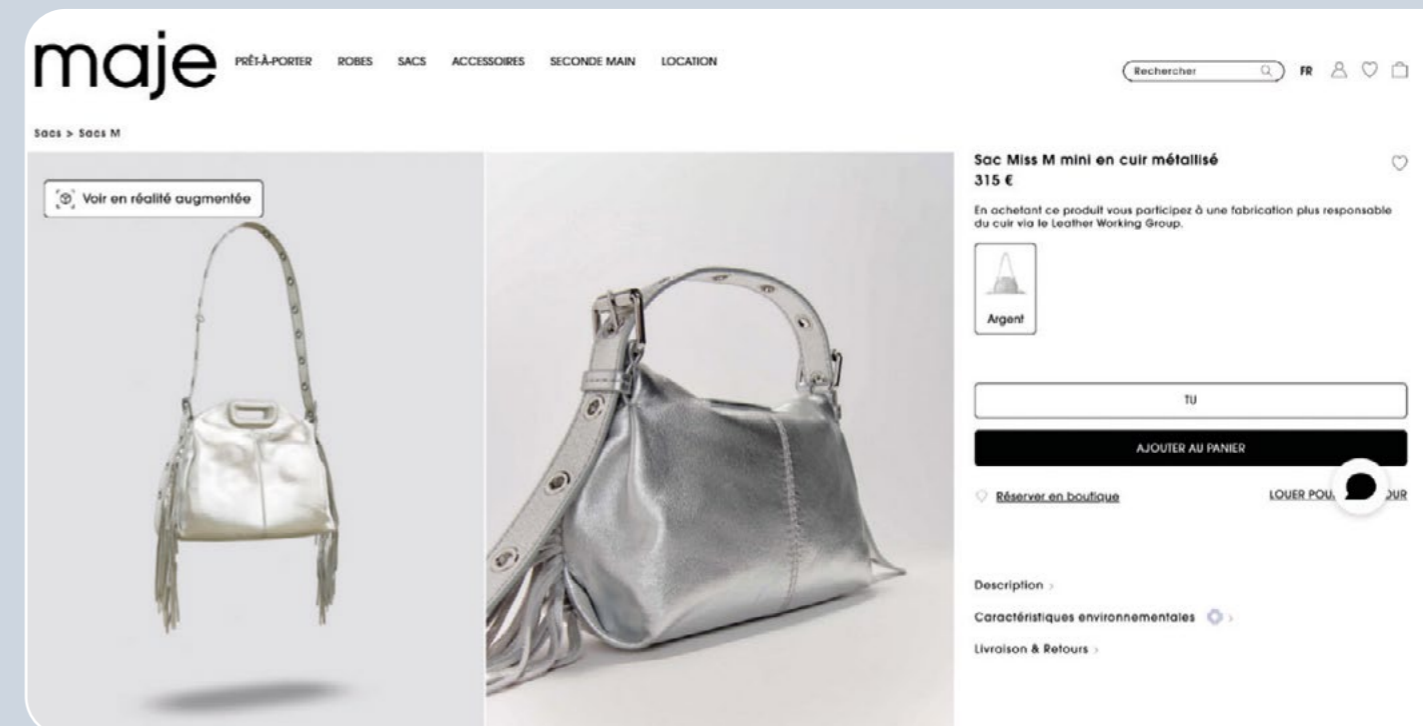 maje
PRÊT-À-PORTER ROBES SACS ACCESSOIRES SECONDE MAIN LOCATION
Rechercher FR
Sacs > Sacs M
Voir en réalité augmentée
Sac Miss M mini en cuir métallisé
315 €
En achetant ce produit vous participez à une fabrication plus responsable
du cuir via le Leather Working Group.
Argent
TU
AJOUTER AU PANIER
Réserver en boutique LOUER
Description >
Caractéristiques environnementales >
Livraison & Retours >